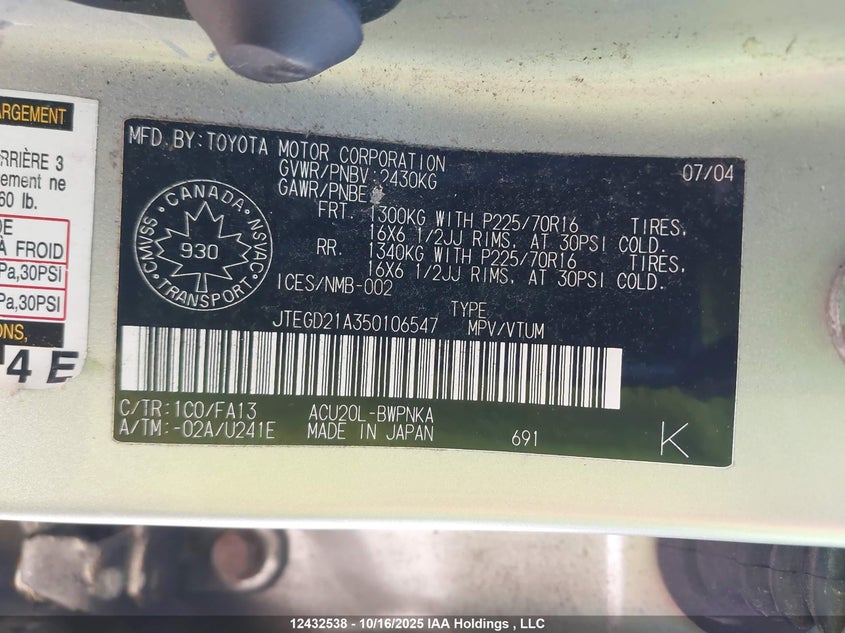 ARGEMENT
RRIÈRE 3
ement ne
60 lb.
DE
À FROID
Pa,30PSI
Pa,30PSI
ONS,
4E
MFD. BY: TOYOTA MOTOR CORPORATION 07/04
GVWR/PNBV: 2430KG
GAWR/PNBE
FRT. 1300KG WITH P225/70R16 TIRES,
16X6 1/2JJ RIMS, AT 30PSI COLD.
RR. 1340KG WITH P225/70R16 TIRES,
16X6 1/2JJ RIMS, AT 30PSI COLD.
CANADA
CMVSS 930 NSVAC
TRANSPORT
ICES/NMB-002
TYPE
JTEGD21A350106547 MPV/VTUM
C/TR: 1C0/FA13 ACU20L-BWPNKA
A/TM: -02A/U241E MADE IN JAPAN 691 K
12432538 - 10/16/2025 IAA Holdings , LLC